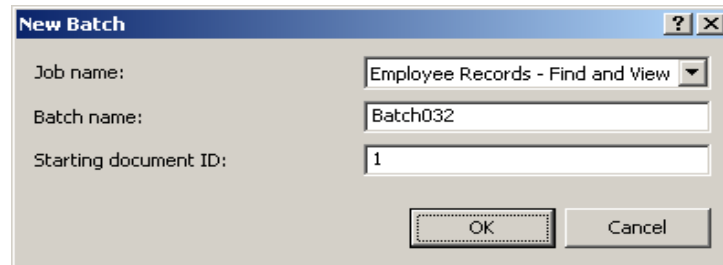 New Batch
Job name: Employee Records - Find and View
Batch name: Batch032
Starting document ID: 1
OK Cancel